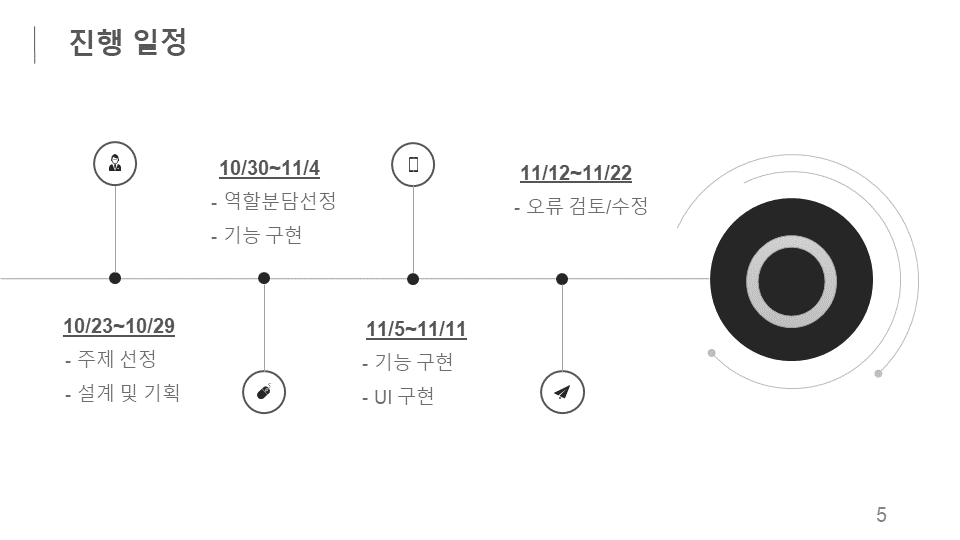 진행 일정
10/23~10/29
- 주제 선정
- 설계 및 기획
10/30~11/4
- 역할분담선정
- 기능 구현
11/5~11/11
- 기능 구현
- UI 구현
11/12~11/22
- 오류 검토/수정
5